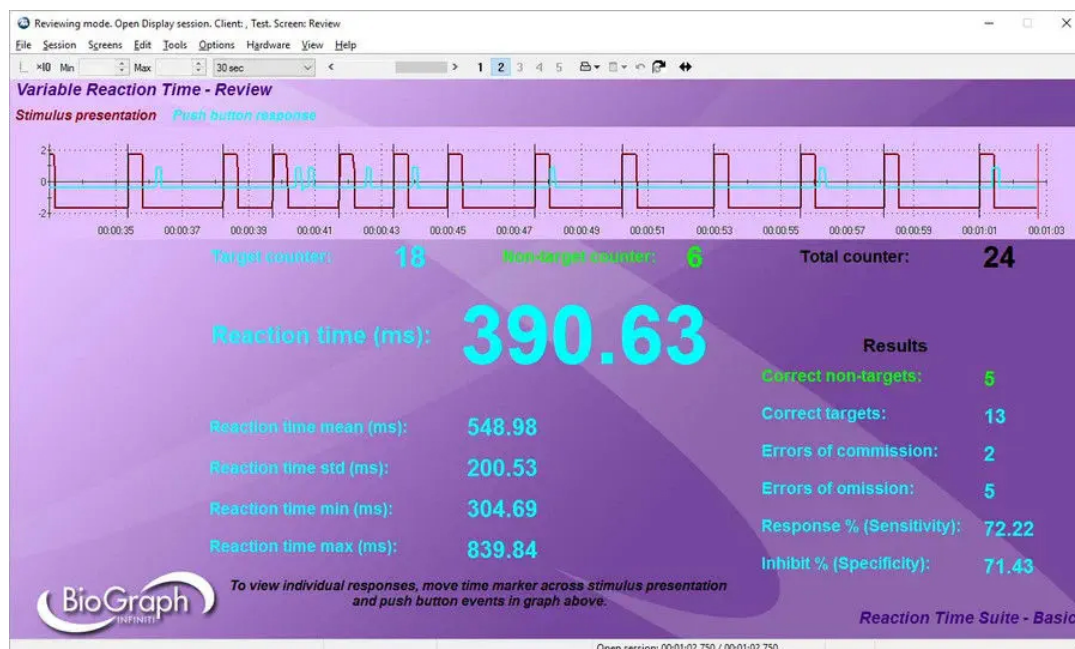 Reviewing mode. Open Display session. Client: , Test. Screen: Review
File Session Screens Edit Tools Options Hardware View Help
×10 Min Max 30 sec < > 1 2 3 4 5
Variable Reaction Time - Review
Stimulus presentation Push button response
2
0
-2
00:00:35 00:00:37 00:00:39 00:00:41 00:00:43 00:00:45 00:00:47 00:00:49 00:00:51 00:00:53 00:00:55 00:00:57 00:00:59 00:01:01 00:01:03
Target counter: 18 Non-target counter: 6 Total counter: 24
Reaction time (ms): 390.63
Results
Correct non-targets: 5
Correct targets: 13
Errors of commission: 2
Errors of omission: 5
Response % (Sensitivity): 72.22
Inhibit % (Specificity): 71.43
Reaction time mean (ms): 548.98
Reaction time std (ms): 200.53
Reaction time min (ms): 304.69
Reaction time max (ms): 839.84
To view individual responses, move time marker across stimulus presentation
and push button events in graph above.
BioGraph
INFINITI
Reaction Time Suite - Basic
Open session: 00:01:02.750 / 00:01:02.750